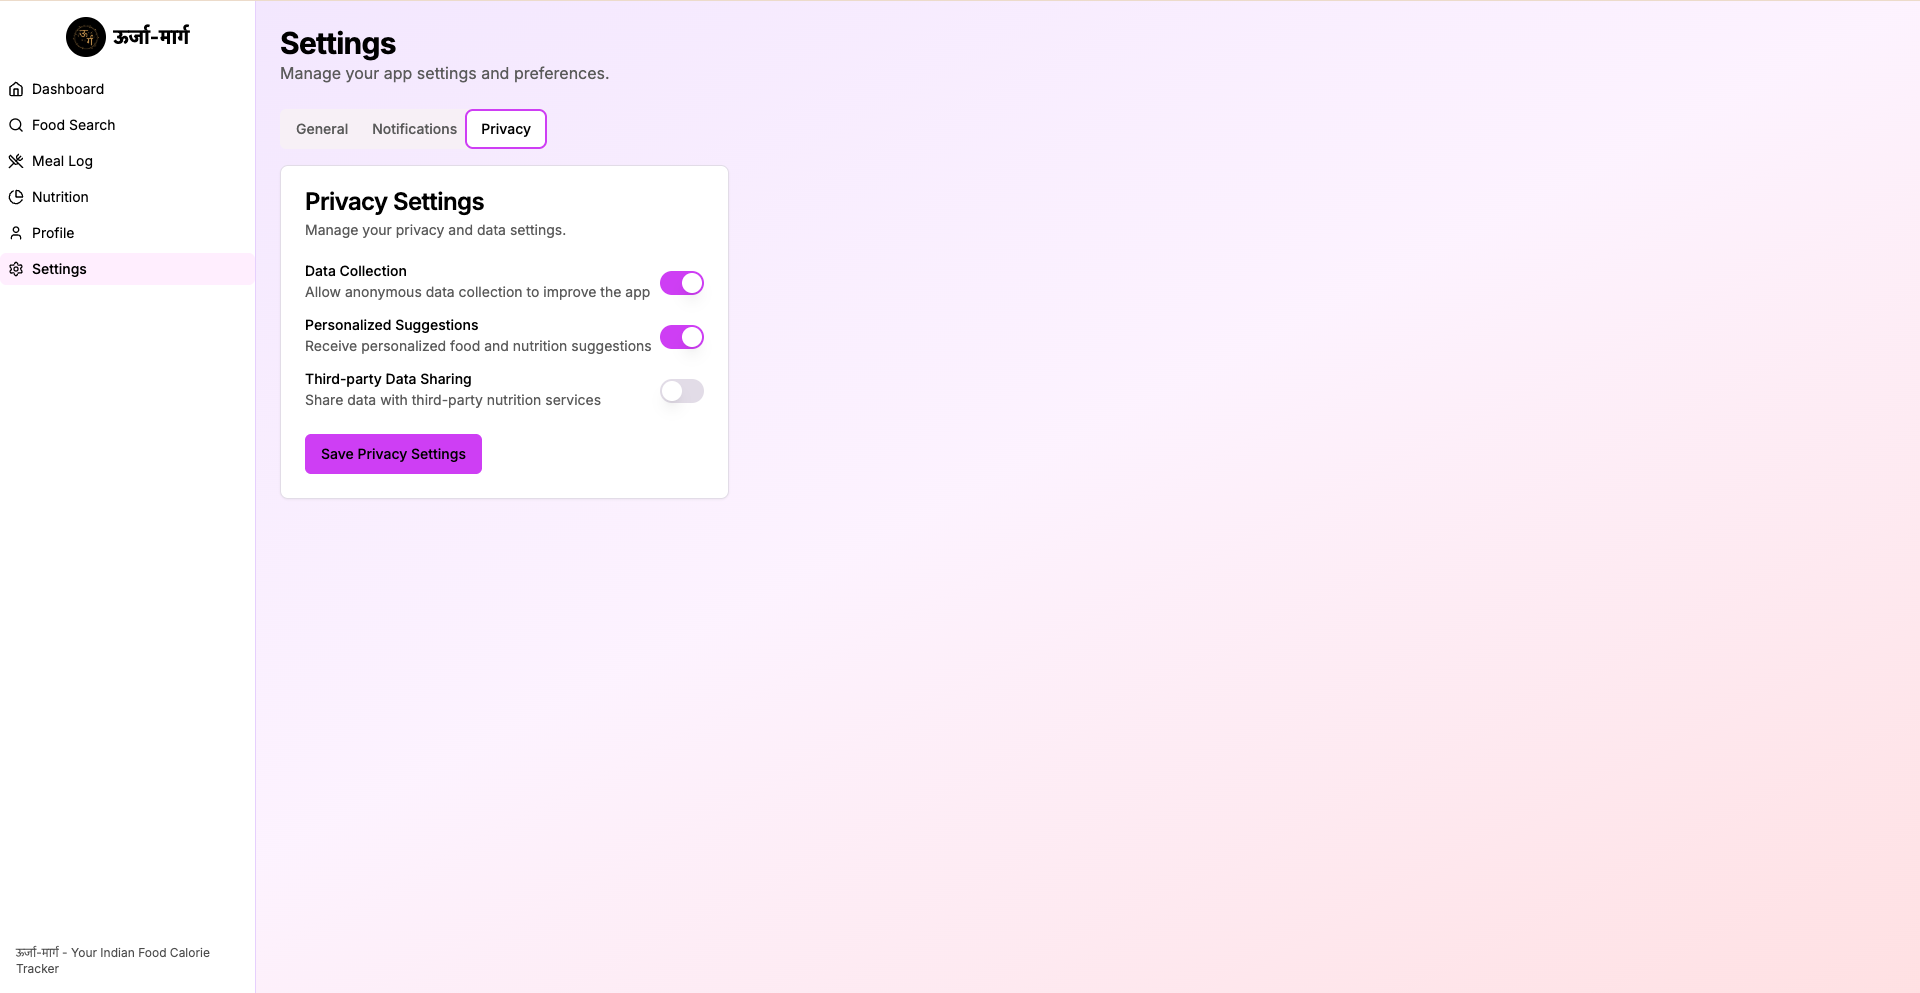 ऊर्जा-मार्ग
Dashboard
Food Search
Meal Log
Nutrition
Profile
Settings
ऊर्जा-मार्ग - Your Indian Food Calorie
Tracker
Settings
Manage your app settings and preferences.
General Notifications Privacy
Privacy Settings
Manage your privacy and data settings.
Data Collection
Allow anonymous data collection to improve the app
Personalized Suggestions
Receive personalized food and nutrition suggestions
Third-party Data Sharing
Share data with third-party nutrition services
Save Privacy Settings